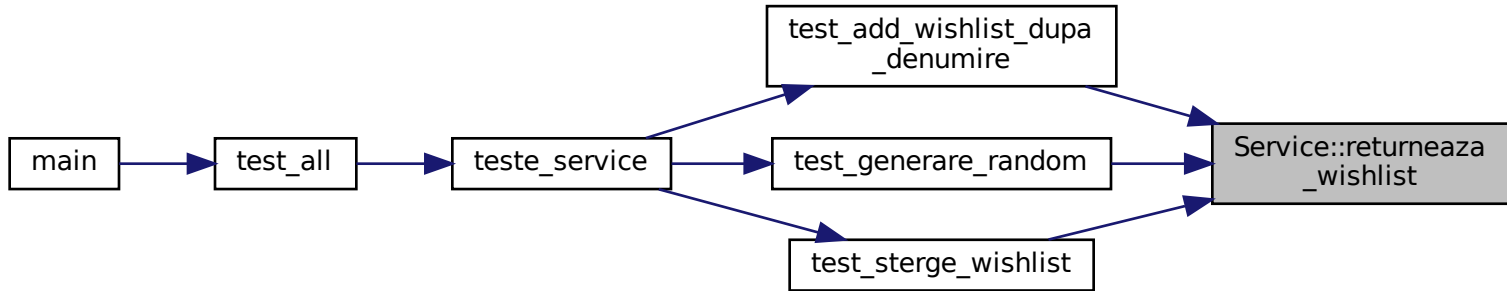 test_add_wishlist_dupa
_denumire
main
test_all
teste_service
test_generare_random
Service::returneaza
_wishlist
test_sterge_wishlist